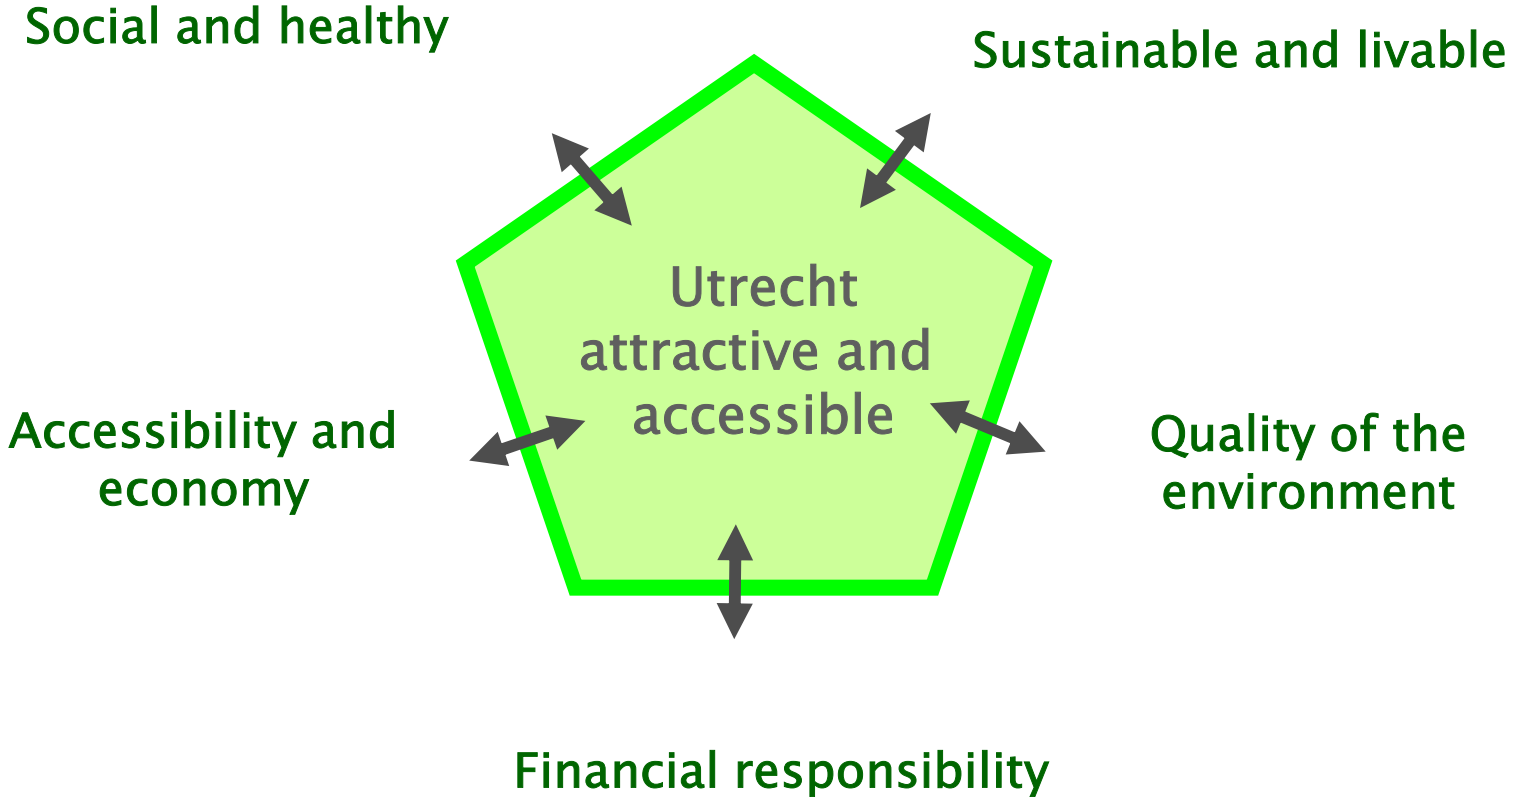 Social and healthy
Sustainable and livable
Utrecht
attractive and
accessible
Accessibility and
economy
Quality of the
environment
Financial responsibility